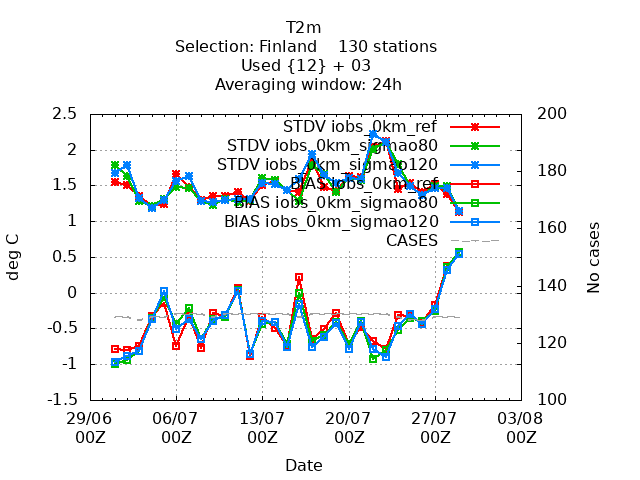 T2m
Selection: Finland    130 stations
Used {12} + 03
Averaging window: 24h
2.5
2
1.5
1
0.5
0
-0.5
-1
-1.5
deg C
200
180
160
140
120
100
No cases
STDV iobs_0km_ref
STDV iobs_0km_sigmao80
STDV iobs_0km_sigmao120
BIAS iobs_0km_ref
BIAS iobs_0km_sigmao80
BIAS iobs_0km_sigmao120
CASES
29/06 06/07 13/07 20/07 27/07 03/08
00Z 00Z 00Z 00Z 00Z 00Z
Date